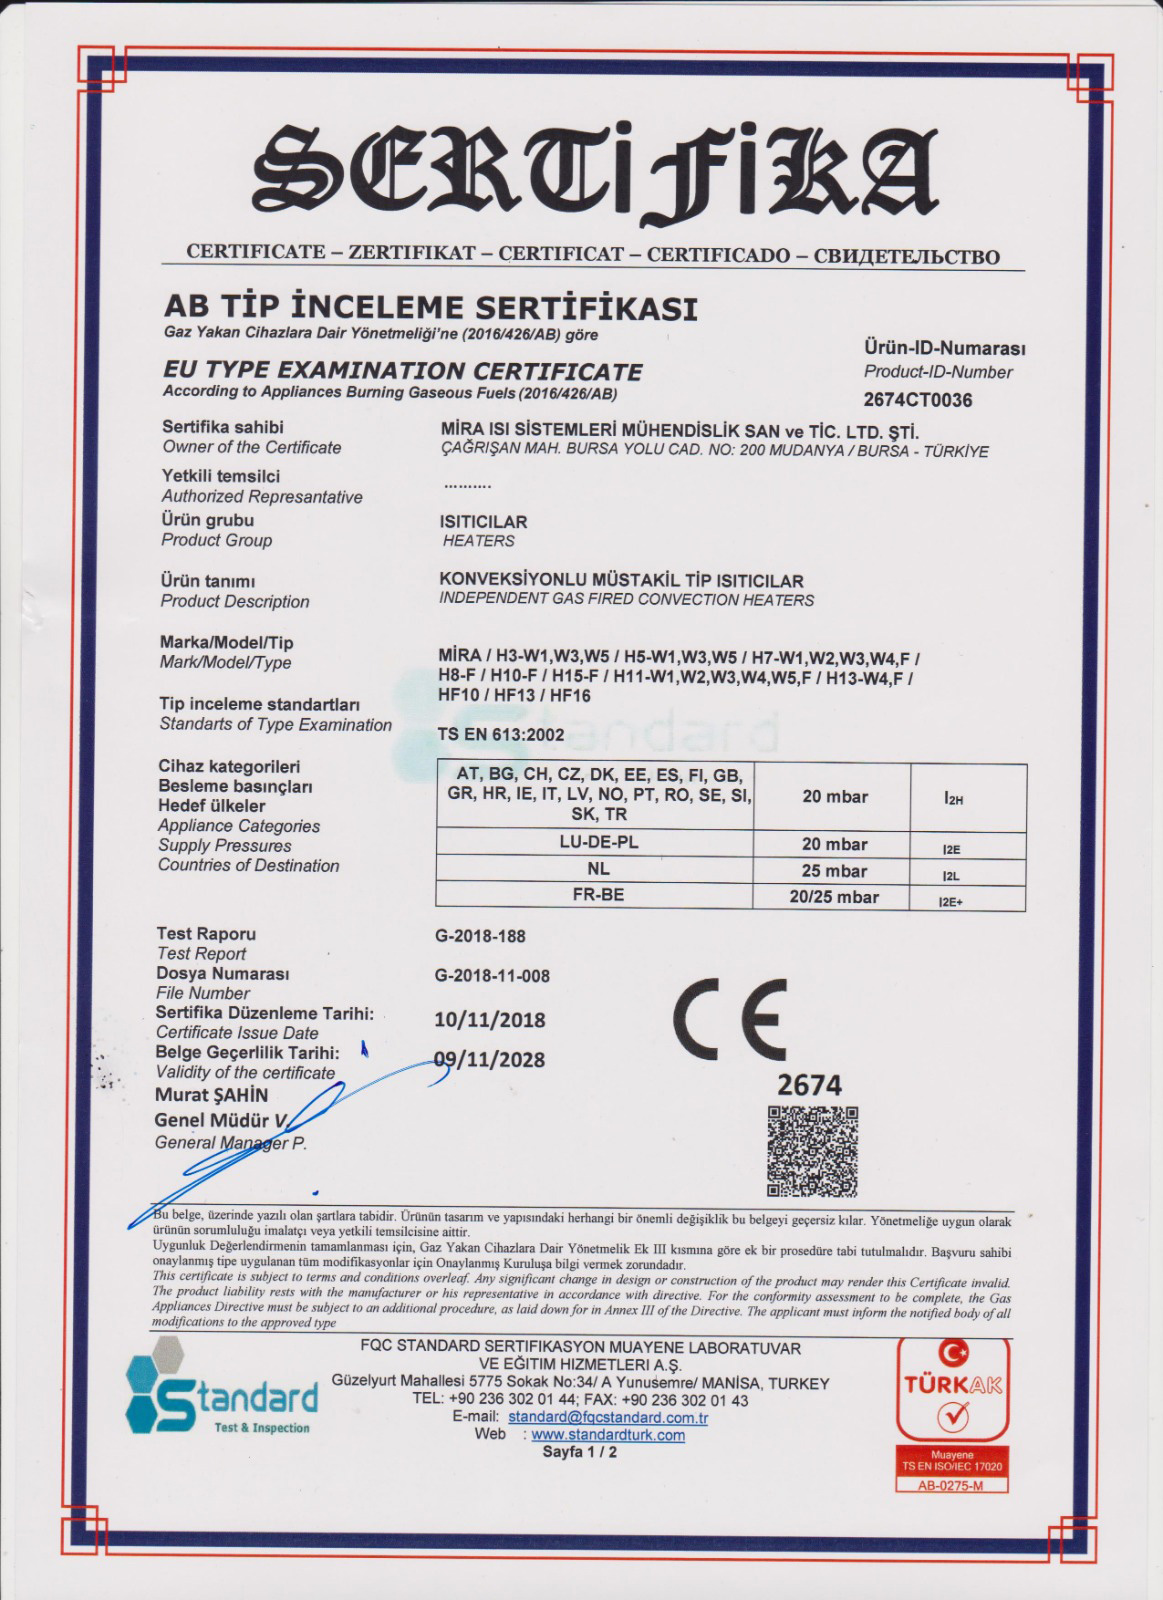 SERTİFİKA
CERTIFICATE – ZERTIFIKAT – CERTIFICAT – CERTIFICADO – СВИДЕТЕЛЬСТВО
AB TİP İNCELEME SERTİFİKASI
Gaz Yakan Cihazlara Dair Yönetmeliği'ne (2016/426/AB) göre
EU TYPE EXAMINATION CERTIFICATE
According to Appliances Burning Gaseous Fuels (2016/426/AB)
Ürün-ID-Numarası
Product-ID-Number
2674CT0036
Sertifika sahibi
Owner of the Certificate
MİRA ISI SİSTEMLERİ MÜHENDİSLİK SAN ve TİC. LTD. ŞTİ.
ÇAĞRIŞAN MAH. BURSA YOLU CAD. NO: 200 MUDANYA / BURSA - TÜRKİYE
Yetkili temsilci
Authorized Represantative
..........
Ürün grubu
Product Group
ISITICILAR
HEATERS
Ürün tanımı
Product Description
KONVEKSİYONLU MÜSTAKİL TİP ISITICILAR
INDEPENDENT GAS FIRED CONVECTION HEATERS
Marka/Model/Tip
Mark/Model/Type
MİRA / H3-W1,W3,W5 / H5-W1,W3,W5 / H7-W1,W2,W3,W4,F /
H8-F / H10-F / H15-F / H11-W1,W2,W3,W4,W5,F / H13-W4,F /
HF10 / HF13 / HF16
Tip inceleme standartları
Standarts of Type Examination
TS EN 613:2002
Standard
Cihaz kategorileri
Besleme basınçları
Hedef ülkeler
Appliance Categories
Supply Pressures
Countries of Destination
AT, BG, CH, CZ, DK, EE, ES, FI, GB,
GR, HR, IE, IT, LV, NO, PT, RO, SE, SI,
SK, TR
20 mbar
I2H
LU-DE-PL
20 mbar
I2E
NL
25 mbar
I2L
FR-BE
20/25 mbar
I2E+
Test Raporu
Test Report
G-2018-188
Dosya Numarası
File Number
G-2018-11-008
Sertifika Düzenleme Tarihi:
Certificate Issue Date
10/11/2018
Belge Geçerlilik Tarihi:
Validity of the certificate
09/11/2028
Murat ŞAHİN
Genel Müdür V.
General Manager P.
CE
2674
Bu belge, üzerinde yazılı olan şartlara tabidir. Ürünün tasarım ve yapısındaki herhangi bir önemli değişiklik bu belgeyi geçersiz kılar. Yönetmeliğe uygun olarak
ürünün sorumluluğu imalatçı veya yetkili temsilcisine aittir.
Uygunluk Değerlendirmenin tamamlanması için, Gaz Yakan Cihazlara Dair Yönetmelik Ek III kısmına göre ek bir prosedüre tabi tutulmalıdır. Başvuru sahibi
onaylanmış tipe uygulanan tüm modifikasyonlar için Onaylanmış Kuruluşa bilgi vermek zorundadır.
This certificate is subject to terms and conditions overleaf. Any significant change in design or construction of the product may render this Certificate invalid.
The product liability rests with the manufacturer or his representative in accordance with directive. For the conformity assessment to be complete, the Gas
Appliances Directive must be subject to an additional procedure, as laid down for in Annex III of the Directive. The applicant must inform the notified body of all
modifications to the approved type
Standard
Test & Inspection
FQC STANDARD SERTIFIKASYON MUAYENE LABORATUVAR
VE EĞITIM HIZMETLERI A.Ş.
Güzelyurt Mahallesi 5775 Sokak No:34/ A Yunusemre/ MANİSA, TURKEY
TEL: +90 236 302 01 44; FAX: +90 236 302 01 43
E-mail: standard@fqcstandard.com.tr
Web : www.standardturk.com
Sayfa 1 / 2
TÜRKAK
Muayene
TS EN ISO/IEC 17020
AB-0275-M